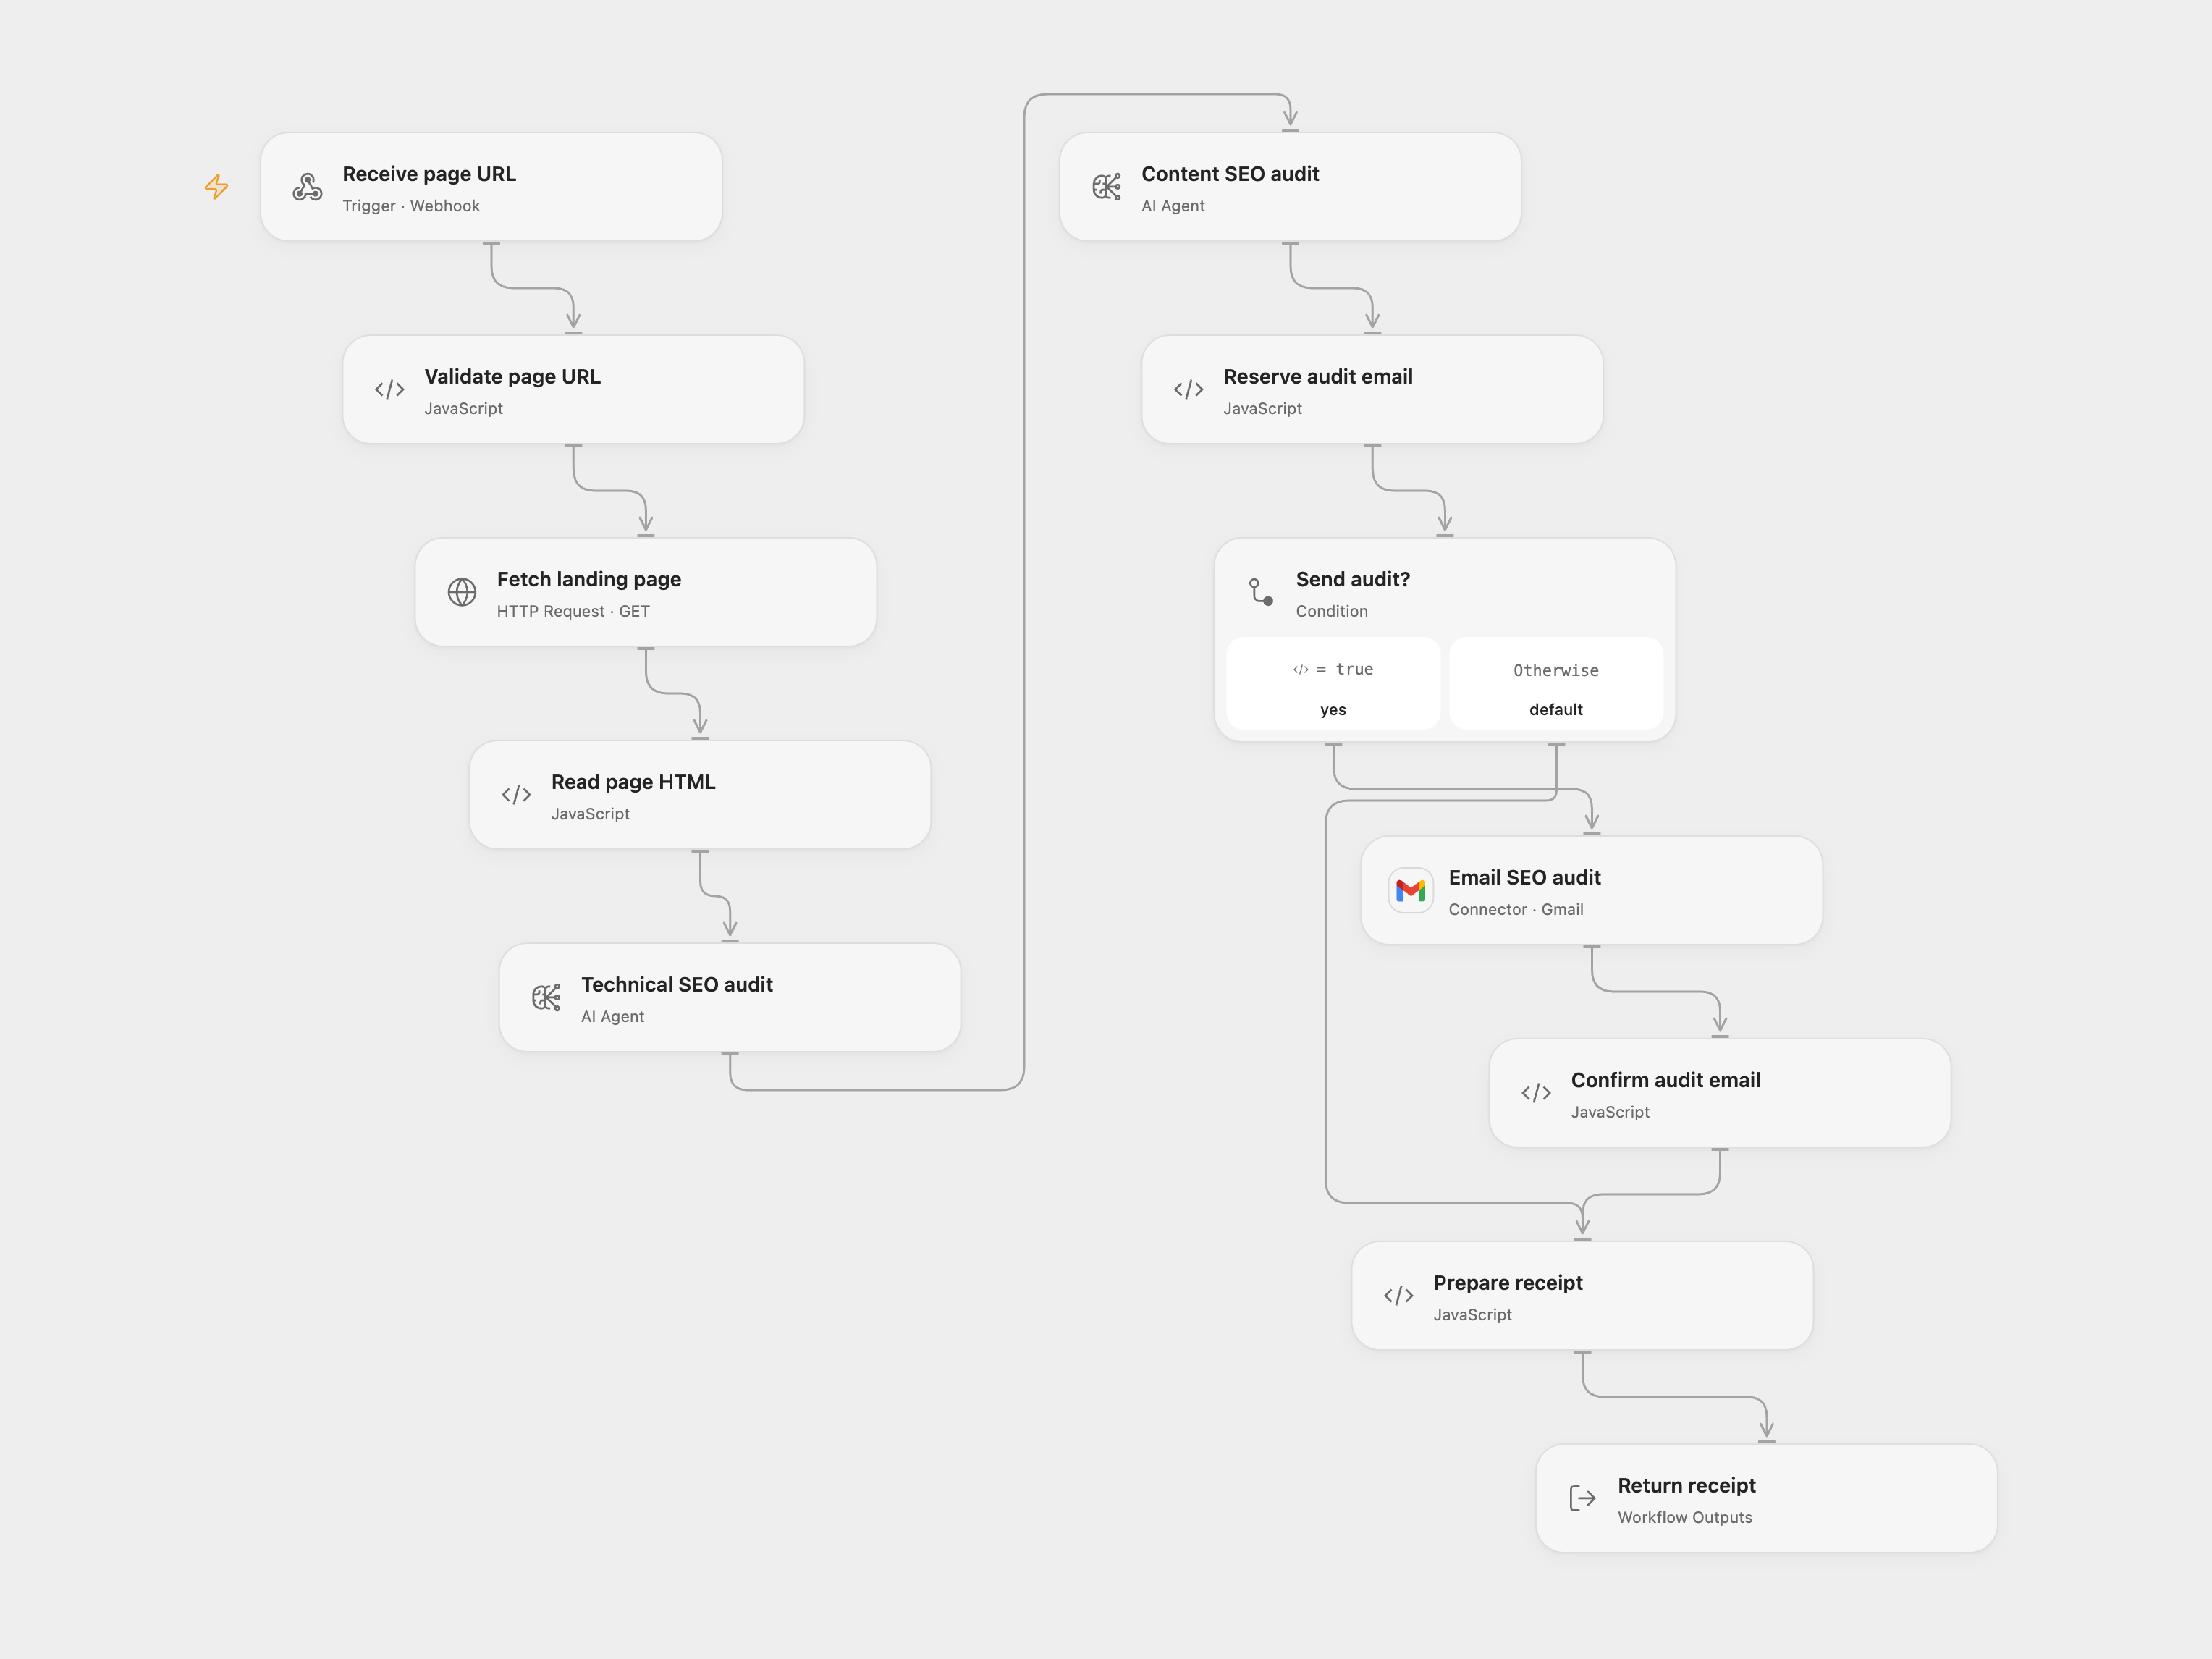 Receive page URL
Trigger · Webhook
Validate page URL
JavaScript
Fetch landing page
HTTP Request · GET
Read page HTML
JavaScript
Technical SEO audit
AI Agent
Content SEO audit
AI Agent
Reserve audit email
JavaScript
Send audit?
Condition
</> = true
yes
Otherwise
default
Email SEO audit
Connector · Gmail
Confirm audit email
JavaScript
Prepare receipt
JavaScript
Return receipt
Workflow Outputs